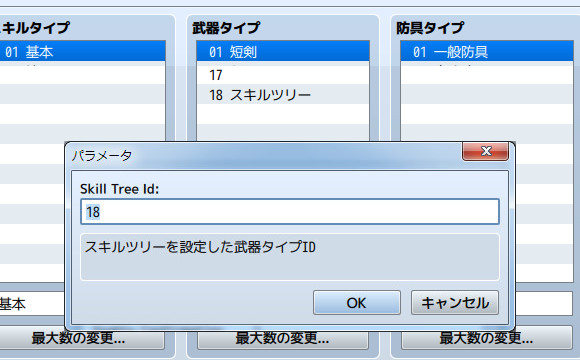 キルタイプ
武器タイプ
防具タイプ
01 基本
01 短剣
01 一般防具
17
18 スキルツリー
パラメータ
Skill Tree Id:
18
スキルツリーを設定した武器タイプID
OK
キャンセル
基本
最大数の変更...
最大数の変更...
最大数の変更...